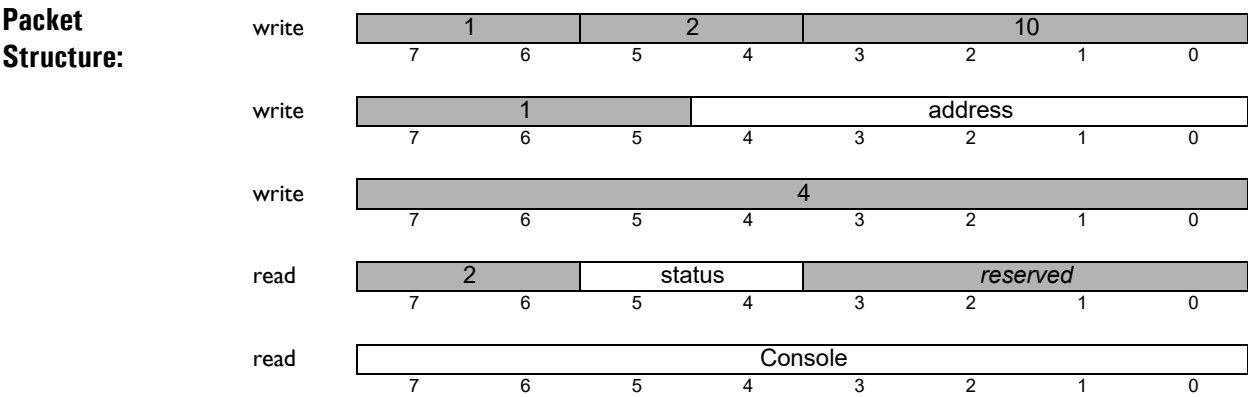 Packet Structure:
write 1 2 10
7 6 5 4 3 2 1 0
write 1 address
7 6 5 4 3 2 1 0
write 4
7 6 5 4 3 2 1 0
read 2 status reserved
7 6 5 4 3 2 1 0
read Console
7 6 5 4 3 2 1 0